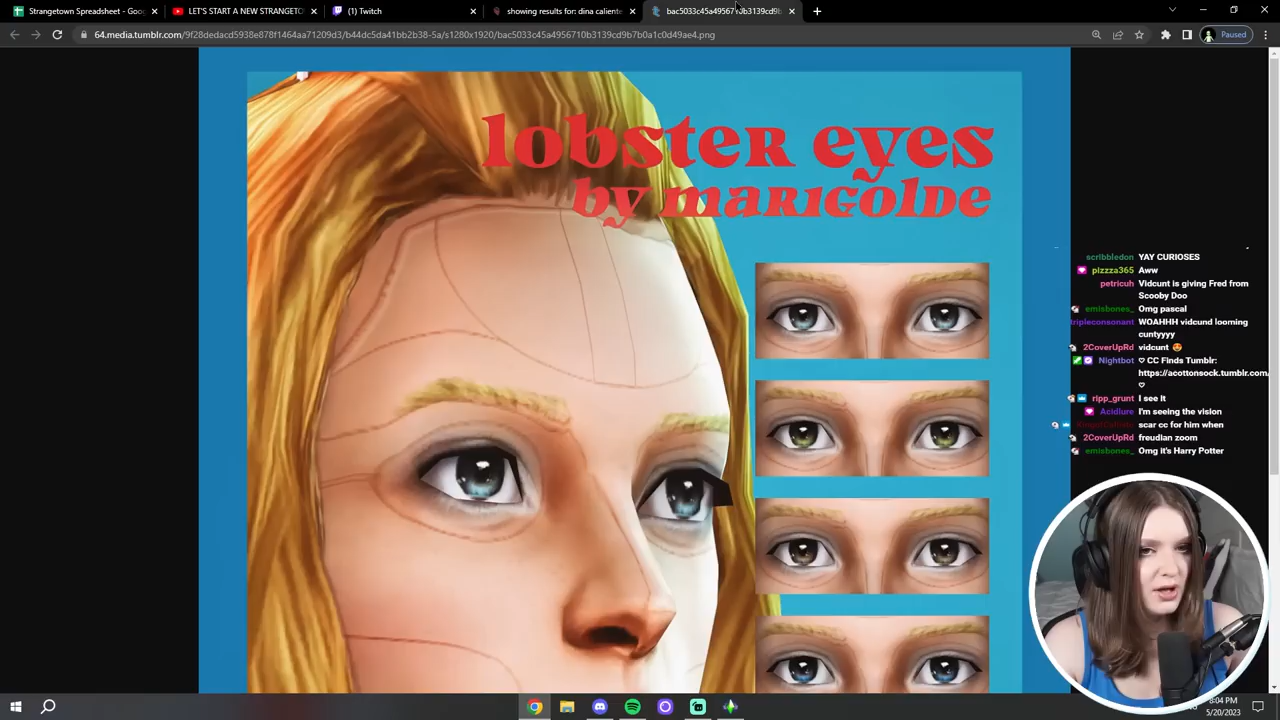 Strangetown Spreadsheet - Goog
LET'S START A NEW STRANGETO
(1) Twitch
showing results for: dina caliente
64.media.tumblr.com/9f28dedacd5938e878f1464aa71209d3/b44dc5da41bb2b38-5a/s1280x1920/bac5033c45a4956710b3139cd9b7b0a1c0d49ae4.png
Paused
lobster eyes
by marigolde
scribbledon YAY CURIOSES
pizzza365 Aww
petricuh Vidcunt is giving Fred from
Scooby Doo
emisbones_ Omg pascal
tripleconsonant WOAHHH vidcund looming
cuntyyyy
2CoverUpRd vidcunt
Nightbot CC Finds Tumblr:
https://acottonsock.tumblr.com/
ripp_grunt I see it
Acidlure I'm seeing the vision
scar cc for him when
2CoverUpRd freudian zoom
emisbones_ Omg it's Harry Potter
8:04 PM
5/20/2023